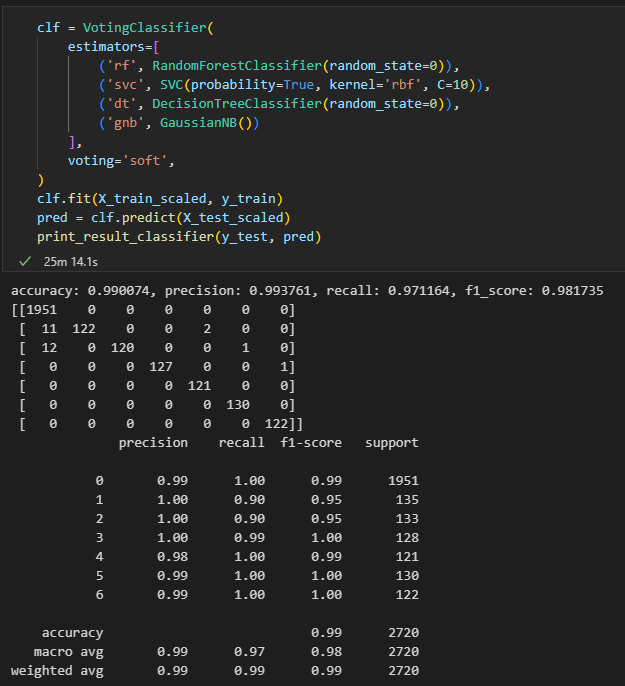 clf = VotingClassifier(
    estimators=[
        ('rf', RandomForestClassifier(random_state=0)),
        ('svc', SVC(probability=True, kernel='rbf', C=10)),
        ('dt', DecisionTreeClassifier(random_state=0)),
        ('gnb', GaussianNB())
    ],
    voting='soft',
)
clf.fit(X_train_scaled, y_train)
pred = clf.predict(X_test_scaled)
print_result_classifier(y_test, pred)
✓ 25m 14.1s
accuracy: 0.990074, precision: 0.993761, recall: 0.971164, f1_score: 0.981735
[[1951    0    0    0    0    0    0]
 [  11  122    0    0    2    0    0]
 [  12    0  120    0    0    1    0]
 [   0    0    0  127    0    0    1]
 [   0    0    0    0  121    0    0]
 [   0    0    0    0    0  130    0]
 [   0    0    0    0    0    0  122]]
              precision    recall  f1-score   support
           0       0.99      1.00      0.99      1951
           1       1.00      0.90      0.95       135
           2       1.00      0.90      0.95       133
           3       1.00      0.99      1.00       128
           4       0.98      1.00      0.99       121
           5       0.99      1.00      1.00       130
           6       0.99      1.00      1.00       122
    accuracy                           0.99      2720
   macro avg       0.99      0.97      0.98      2720
weighted avg       0.99      0.99      0.99      2720